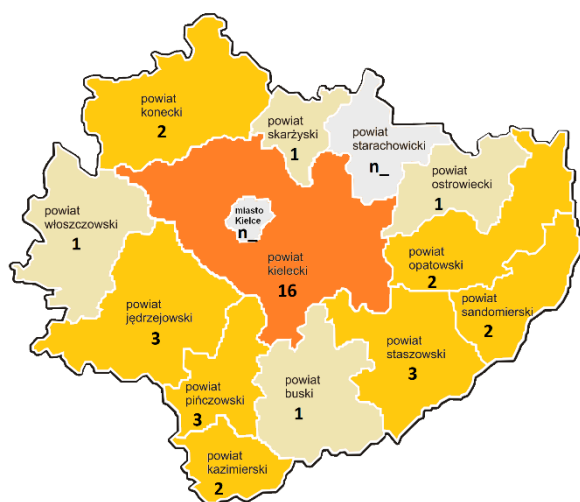 powiat
konecki
2
powiat
skarżyski
1
powiat
starachowicki
n_
powiat
ostrowiecki
1
powiat
włoszczowski
1
miasto
Kielce
n_
powiat
kielecki
16
powiat
opatowski
2
powiat
sandomierski
2
powiat
jędrzejowski
3
powiat
staszowski
3
powiat
pińczowski
3
powiat
buski
1
powiat
kazimierski
2